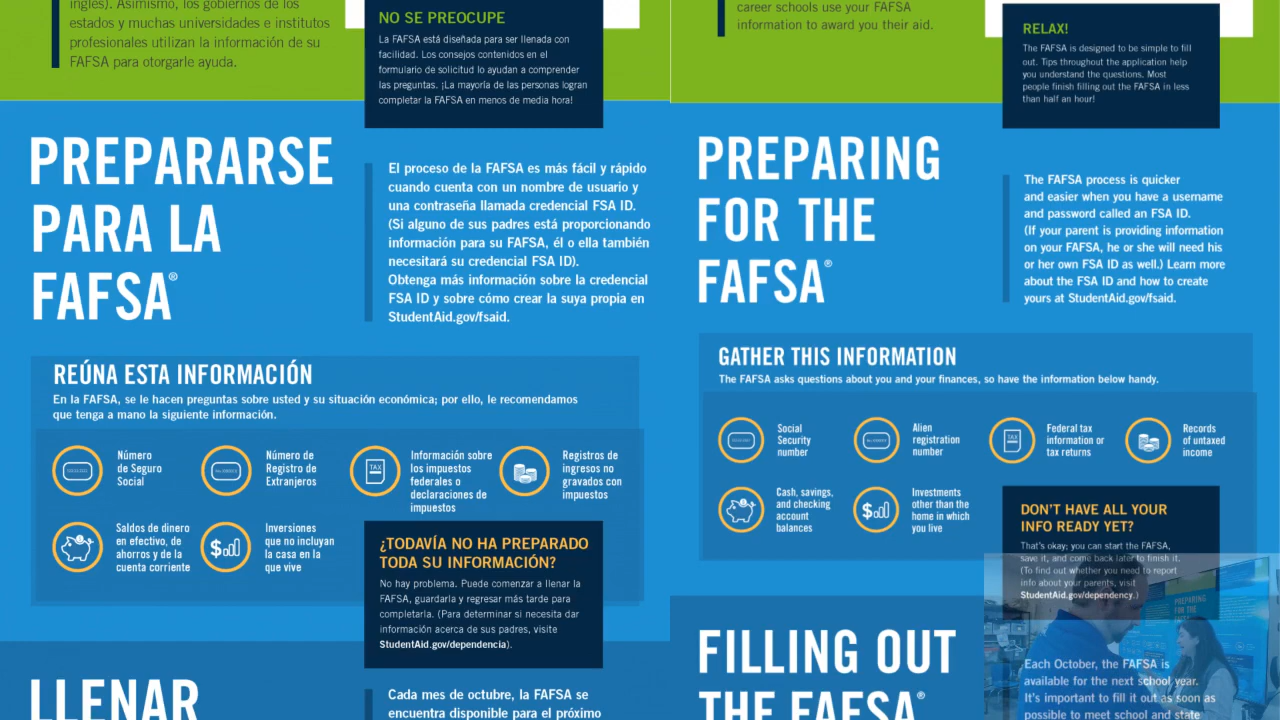 inglés). Asimismo, los gobiernos de los
estados y muchas universidades e institutos
profesionales utilizan la información de su
FAFSA para otorgarle ayuda.
NO SE PREOCUPE
La FAFSA está diseñada para ser llenada con
facilidad. Los consejos contenidos en el
formulario de solicitud lo ayudan a comprender
las preguntas. ¡La mayoría de las personas logran
completar la FAFSA en menos de media hora!
PREPARARSE
PARA LA
FAFSA®
El proceso de la FAFSA es más fácil y rápido
cuando cuenta con un nombre de usuario y
una contraseña llamada credencial FSA ID.
(Si alguno de sus padres está proporcionando
información para su FAFSA, él o ella también
necesitará su credencial FSA ID).
Obtenga más información sobre la credencial
FSA ID y sobre cómo crear la suya propia en
StudentAid.gov/fsaid.
REÚNA ESTA INFORMACIÓN
En la FAFSA, se le hacen preguntas sobre usted y su situación económica; por ello, le recomendamos
que tenga a mano la siguiente información.
Número
de Seguro
Social
Número de
Registro de
Extranjeros
TAX
Información sobre
los impuestos
federales o
declaraciones de
impuestos
Registros de
ingresos no
gravados con
impuestos
Saldos de dinero
en efectivo, de
ahorros y de la
cuenta corriente
$
Inversiones
que no incluyan
la casa en la
que vive
¿TODAVÍA NO HA PREPARADO
TODA SU INFORMACIÓN?
No hay problema. Puede comenzar a llenar la
FAFSA, guardarla y regresar más tarde para
completarla. (Para determinar si necesita dar
información acerca de sus padres, visite
StudentAid.gov/dependencia).
LLENAR
Cada mes de octubre, la FAFSA se
encuentra disponible para el próximo
career schools use your FAFSA
information to award you their aid.
RELAX!
The FAFSA is designed to be simple to fill
out. Tips throughout the application help
you understand the questions. Most
people finish filling out the FAFSA in less
than half an hour!
PREPARING
FOR THE
FAFSA®
The FAFSA process is quicker
and easier when you have a username
and password called an FSA ID.
(If your parent is providing information
on your FAFSA, he or she will need his
or her own FSA ID as well.) Learn more
about the FSA ID and how to create
yours at StudentAid.gov/fsaid.
GATHER THIS INFORMATION
The FAFSA asks questions about you and your finances, so have the information below handy.
Social
Security
number
Alien
registration
number
TAX
Federal tax
information or
tax returns
Records
of untaxed
income
Cash, savings,
and checking
account
balances
$
Investments
other than the
home in which
you live
DON'T HAVE ALL YOUR
INFO READY YET?
That's okay; you can start the FAFSA,
save it, and come back later to finish it.
(To find out whether you need to report
info about your parents, visit
StudentAid.gov/dependency.)
PREPARING
FOR THE
FAFSA
FILLING OUT
THE FAFSA®
Each October, the FAFSA is
available for the next school year.
It's important to fill it out as soon as
possible to meet school and state